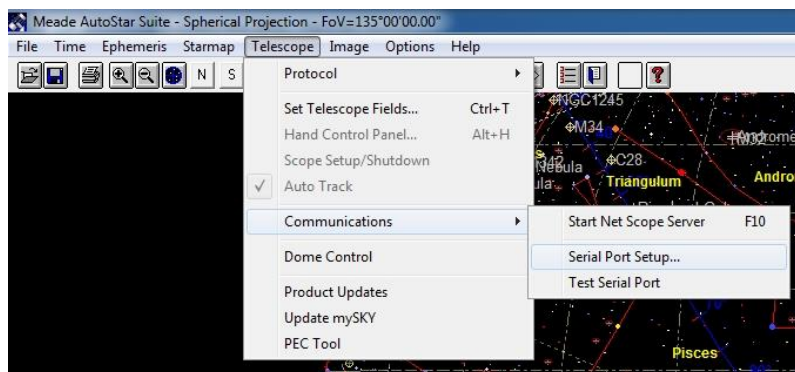 Meade AutoStar Suite - Spherical Projection - FoV=135°00'00.00"
File Time Ephemeris Starmap Telescope Image Options Help
N S
Protocol
Set Telescope Fields... Ctrl+T
Hand Control Panel... Alt+H
Scope Setup/Shutdown
Auto Track
Communications
Dome Control
Product Updates
Update mySKY
PEC Tool
Start Net Scope Server F10
Serial Port Setup...
Test Serial Port
NGC1245
M34
C28
Triangulum
Andro
Pisces